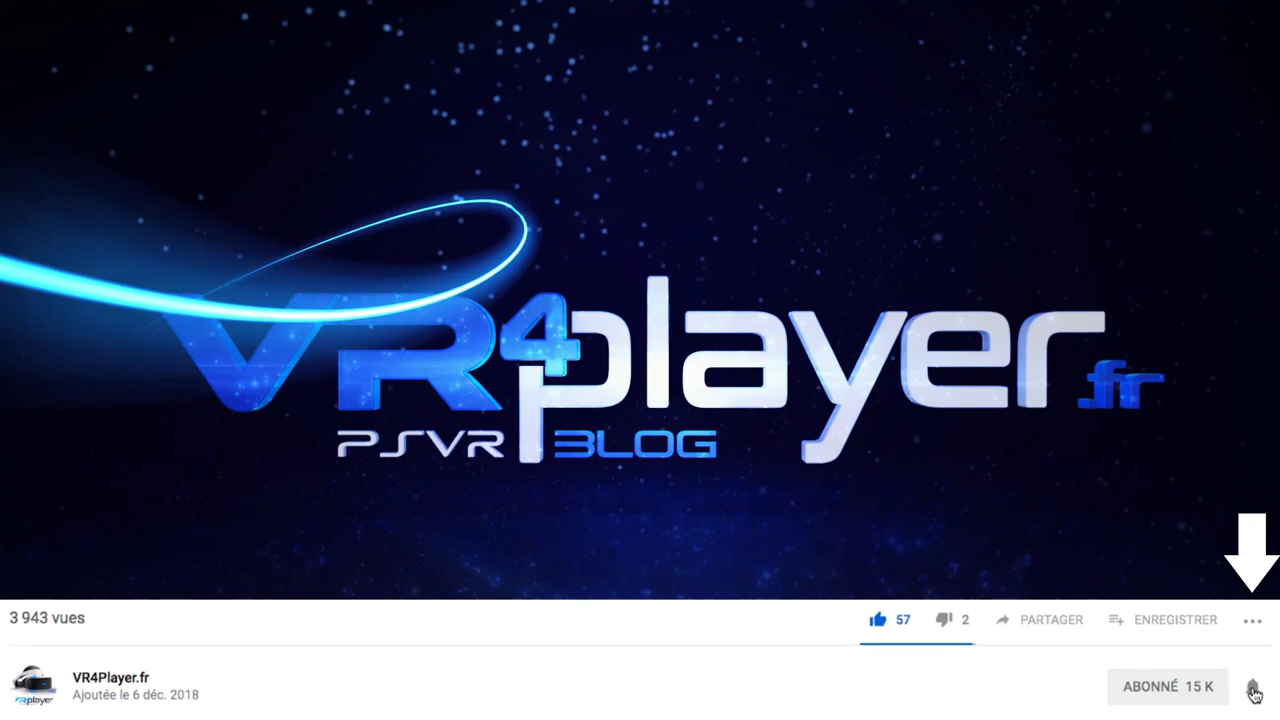 VR4player.fr
PSVR BLOG
3 943 vues
57
2
PARTAGER
ENREGISTRER
VR4Player.fr
Ajoutée le 6 déc. 2018
ABONNÉ 15 K
VR4player